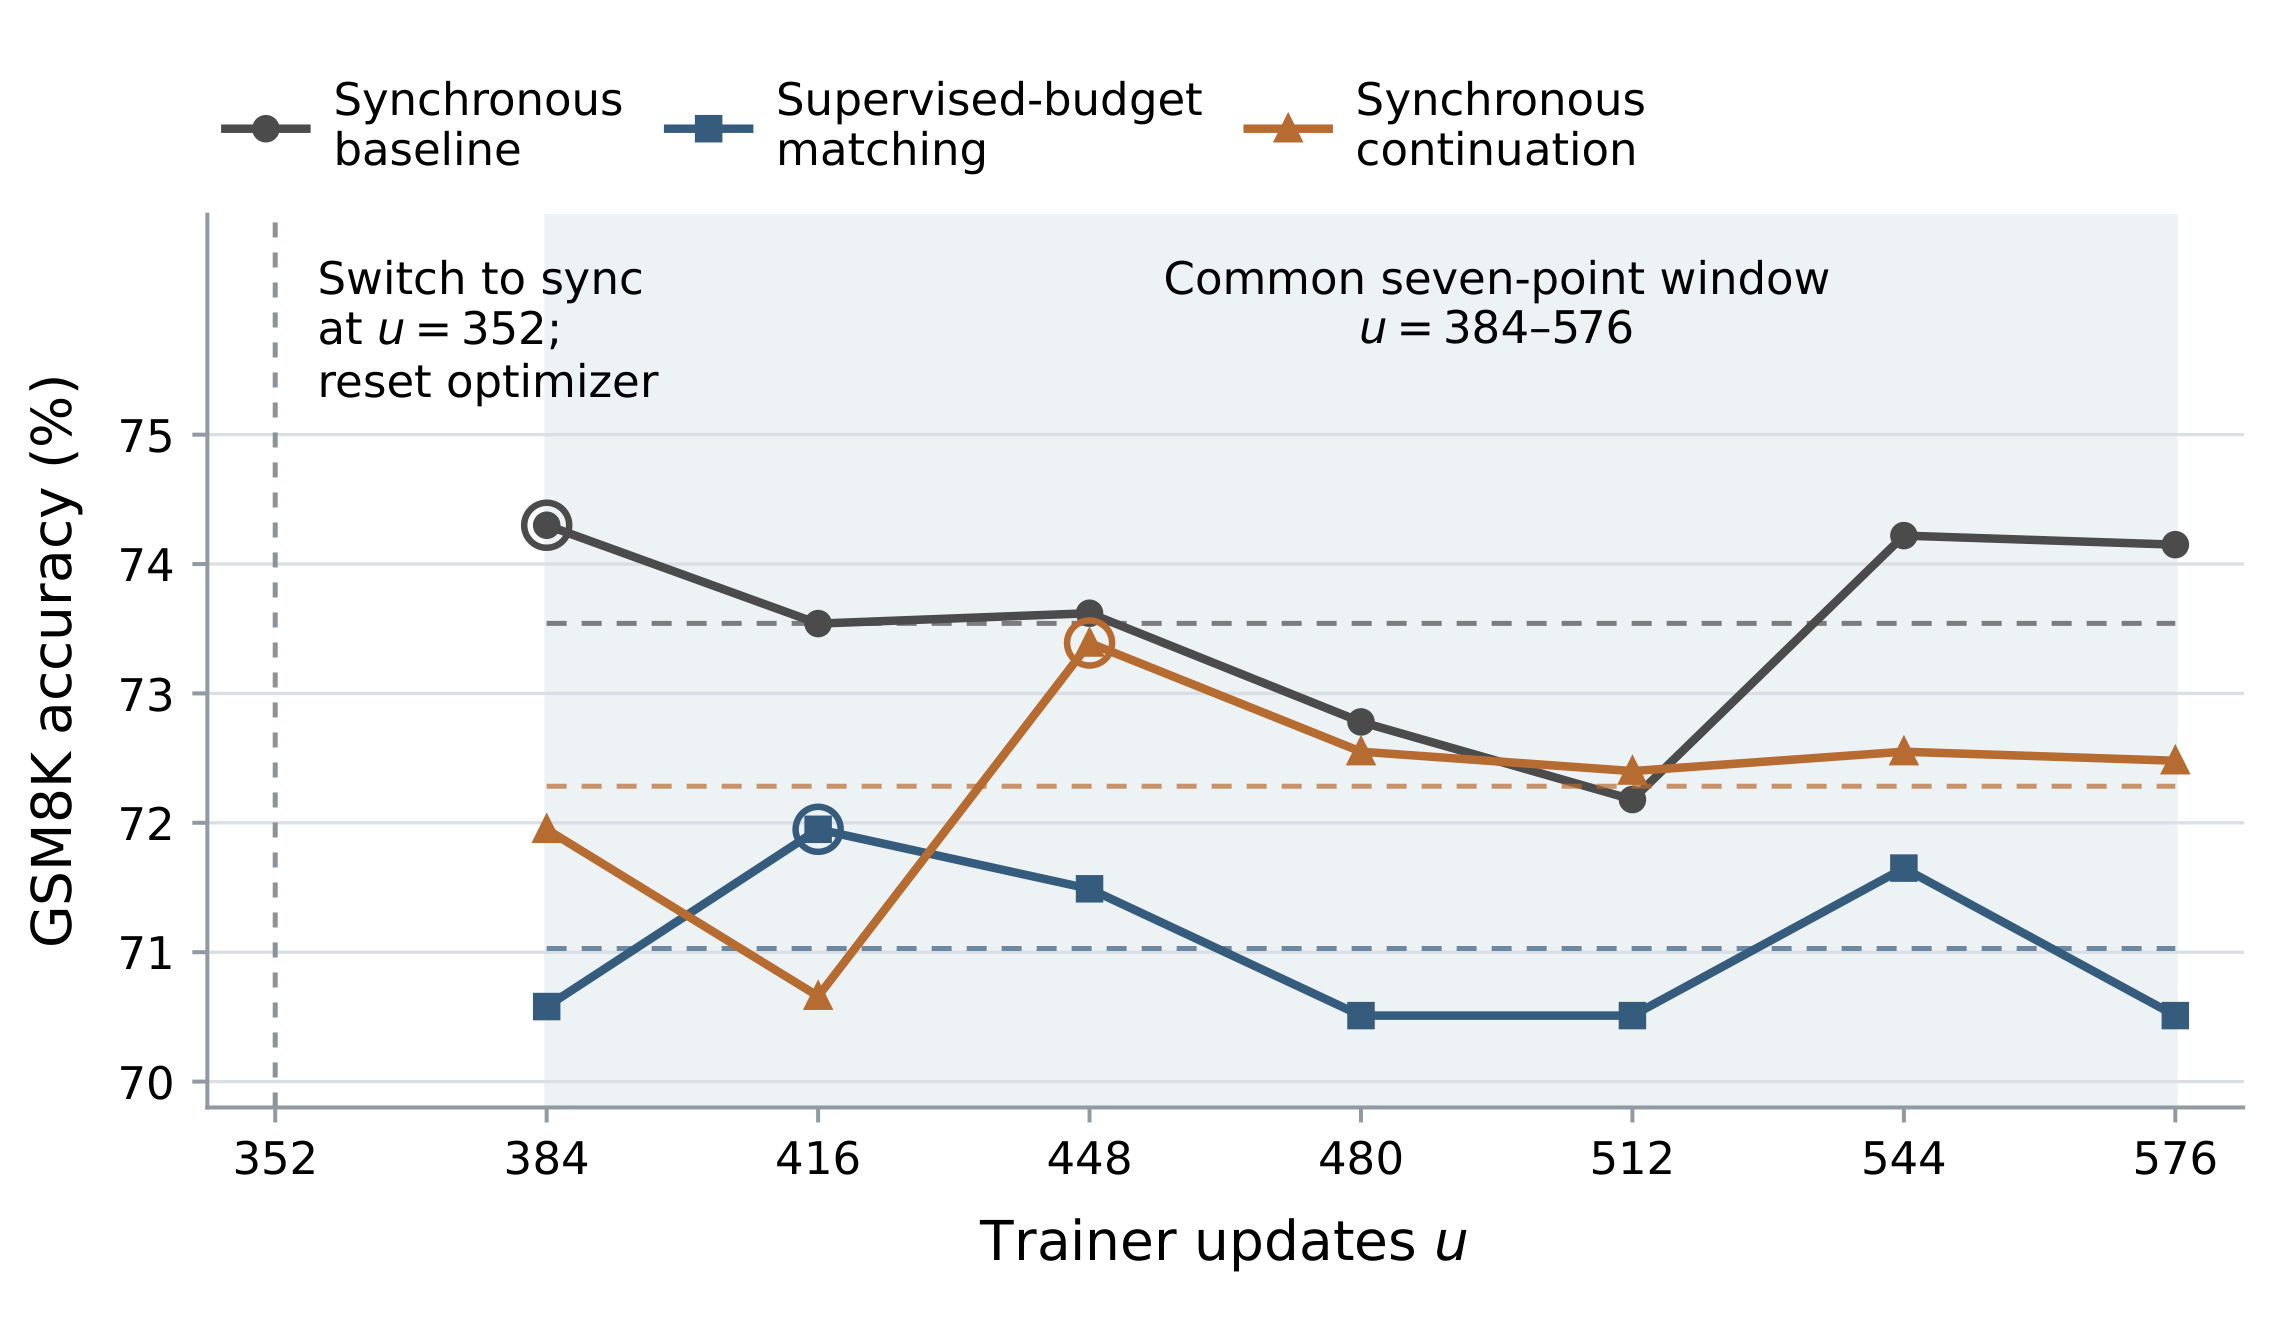 Synchronous
baseline
Supervised-budget
matching
Synchronous
continuation
Switch to sync
at u = 352;
reset optimizer
Common seven-point window
u = 384–576
GSM8K accuracy (%)
75
74
73
72
71
70
352
384
416
448
480
512
544
576
Trainer updates u